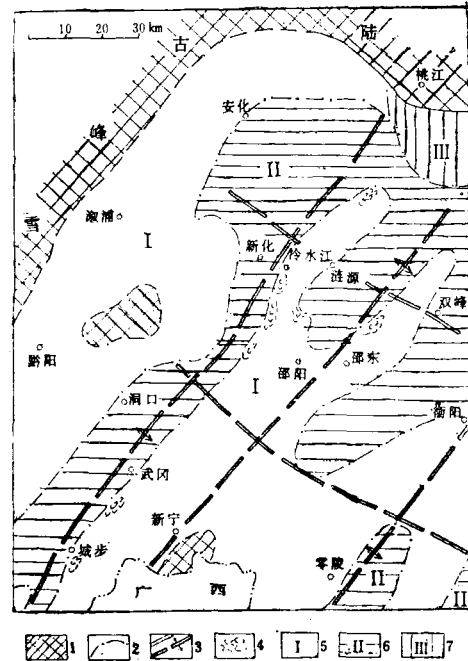 10 20 30 km
古 陆
桃江
安化
峰
III
II
雪
溆浦
I
新化
冷水江
涟源
双峰
黔阳
I
邵阳
邵东
衡阳
洞口
武冈
新宁
城步
广 西
零陵
II
II
1 2 3 4 I 5 II 6 III 7